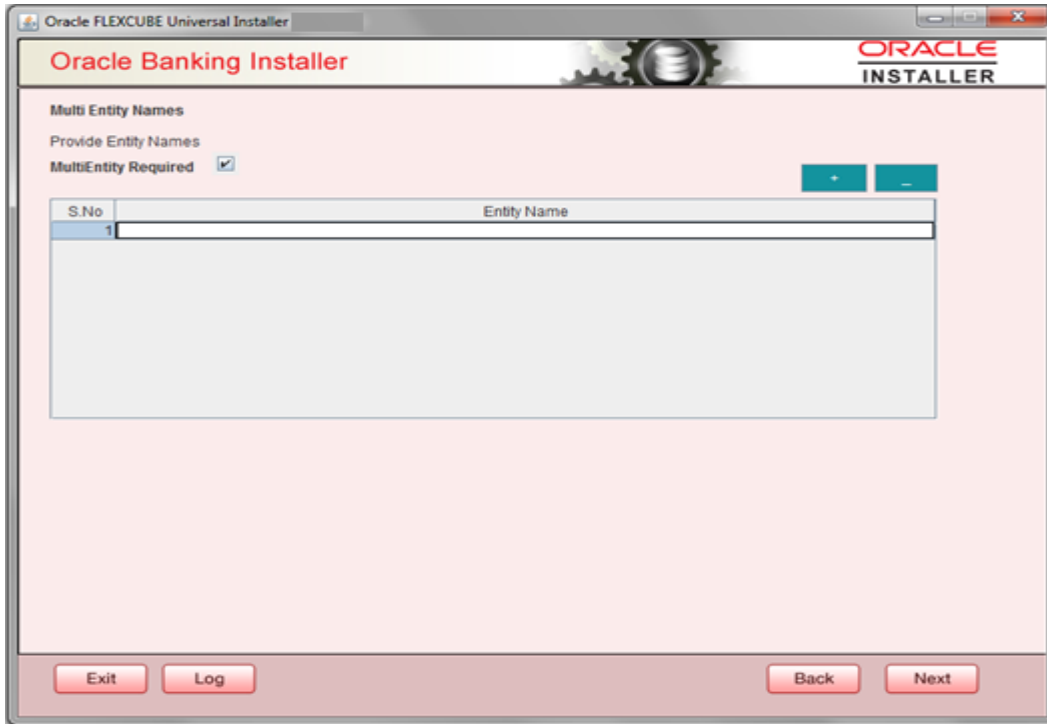 Oracle FLEXCUBE Universal Installer
Oracle Banking Installer
ORACLE
INSTALLER
Multi Entity Names
Provide Entity Names
MultiEntity Required
+ _
S.No Entity Name
1
Exit Log Back Next